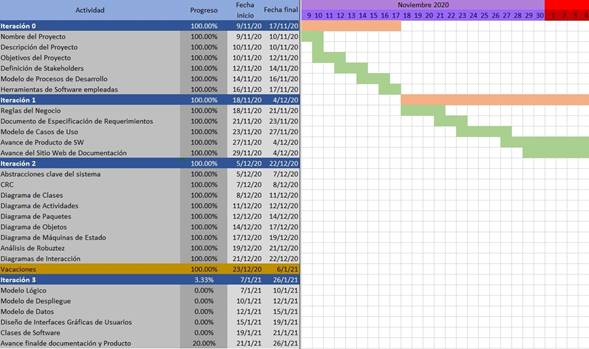 Actividad Progreso Fecha inicio Fecha final Noviembre 2020
9 10 11 12 13 14 15 16 17 18 19 20 21 22 23 24 25 26 27 28 29 30
Iteración 0 100.00% 9/11/20 17/11/20
Nombre del Proyecto 100.00% 9/11/20 10/11/20
Descripción del Proyecto 100.00% 9/11/20 10/11/20
Objetivos del Proyecto 100.00% 10/11/20 12/11/20
Definición de Stakeholders 100.00% 12/11/20 14/11/20
Modelo de Procesos de Desarrollo 100.00% 14/11/20 16/11/20
Herramientas de Software empleadas 100.00% 16/11/20 17/11/20
Iteración 1 100.00% 18/11/20 4/12/20
Reglas del Negocio 100.00% 18/11/20 21/11/20
Documento de Especificación de Requerimientos 100.00% 21/11/20 23/11/20
Modelo de Casos de Uso 100.00% 23/11/20 27/11/20
Avance de Producto de SW 100.00% 27/11/20 4/12/20
Avance del Sitio Web de Documentación 100.00% 29/11/20 4/12/20
Iteración 2 100.00% 5/12/20 22/12/20
Abstracciones clave del sistema 100.00% 5/12/20 7/12/20
CRC 100.00% 7/12/20 8/12/20
Diagrama de Clases 100.00% 8/12/20 11/12/20
Diagrama de Actividades 100.00% 11/12/20 12/12/20
Diagrama de Paquetes 100.00% 12/12/20 14/12/20
Diagrama de Objetos 100.00% 14/12/20 17/12/20
Diagrama de Máquinas de Estado 100.00% 17/12/20 19/12/20
Análisis de Robuztez 100.00% 19/12/20 21/12/20
Diagramas de Interacción 100.00% 21/12/20 22/12/20
Vacaciones 100.00% 23/12/20 6/1/21
Iteración 3 3.33% 7/1/21 26/1/21
Modelo Lógico 0.00% 7/1/21 10/1/21
Modelo de Despliegue 0.00% 10/1/21 12/1/21
Modelo de Datos 0.00% 12/1/21 15/1/21
Diseño de Interfaces Gráficas de Usuarios 0.00% 15/1/21 19/1/21
Clases de Software 0.00% 19/1/21 21/1/21
Avance finalde documentación y Producto 20.00% 21/1/21 26/1/21